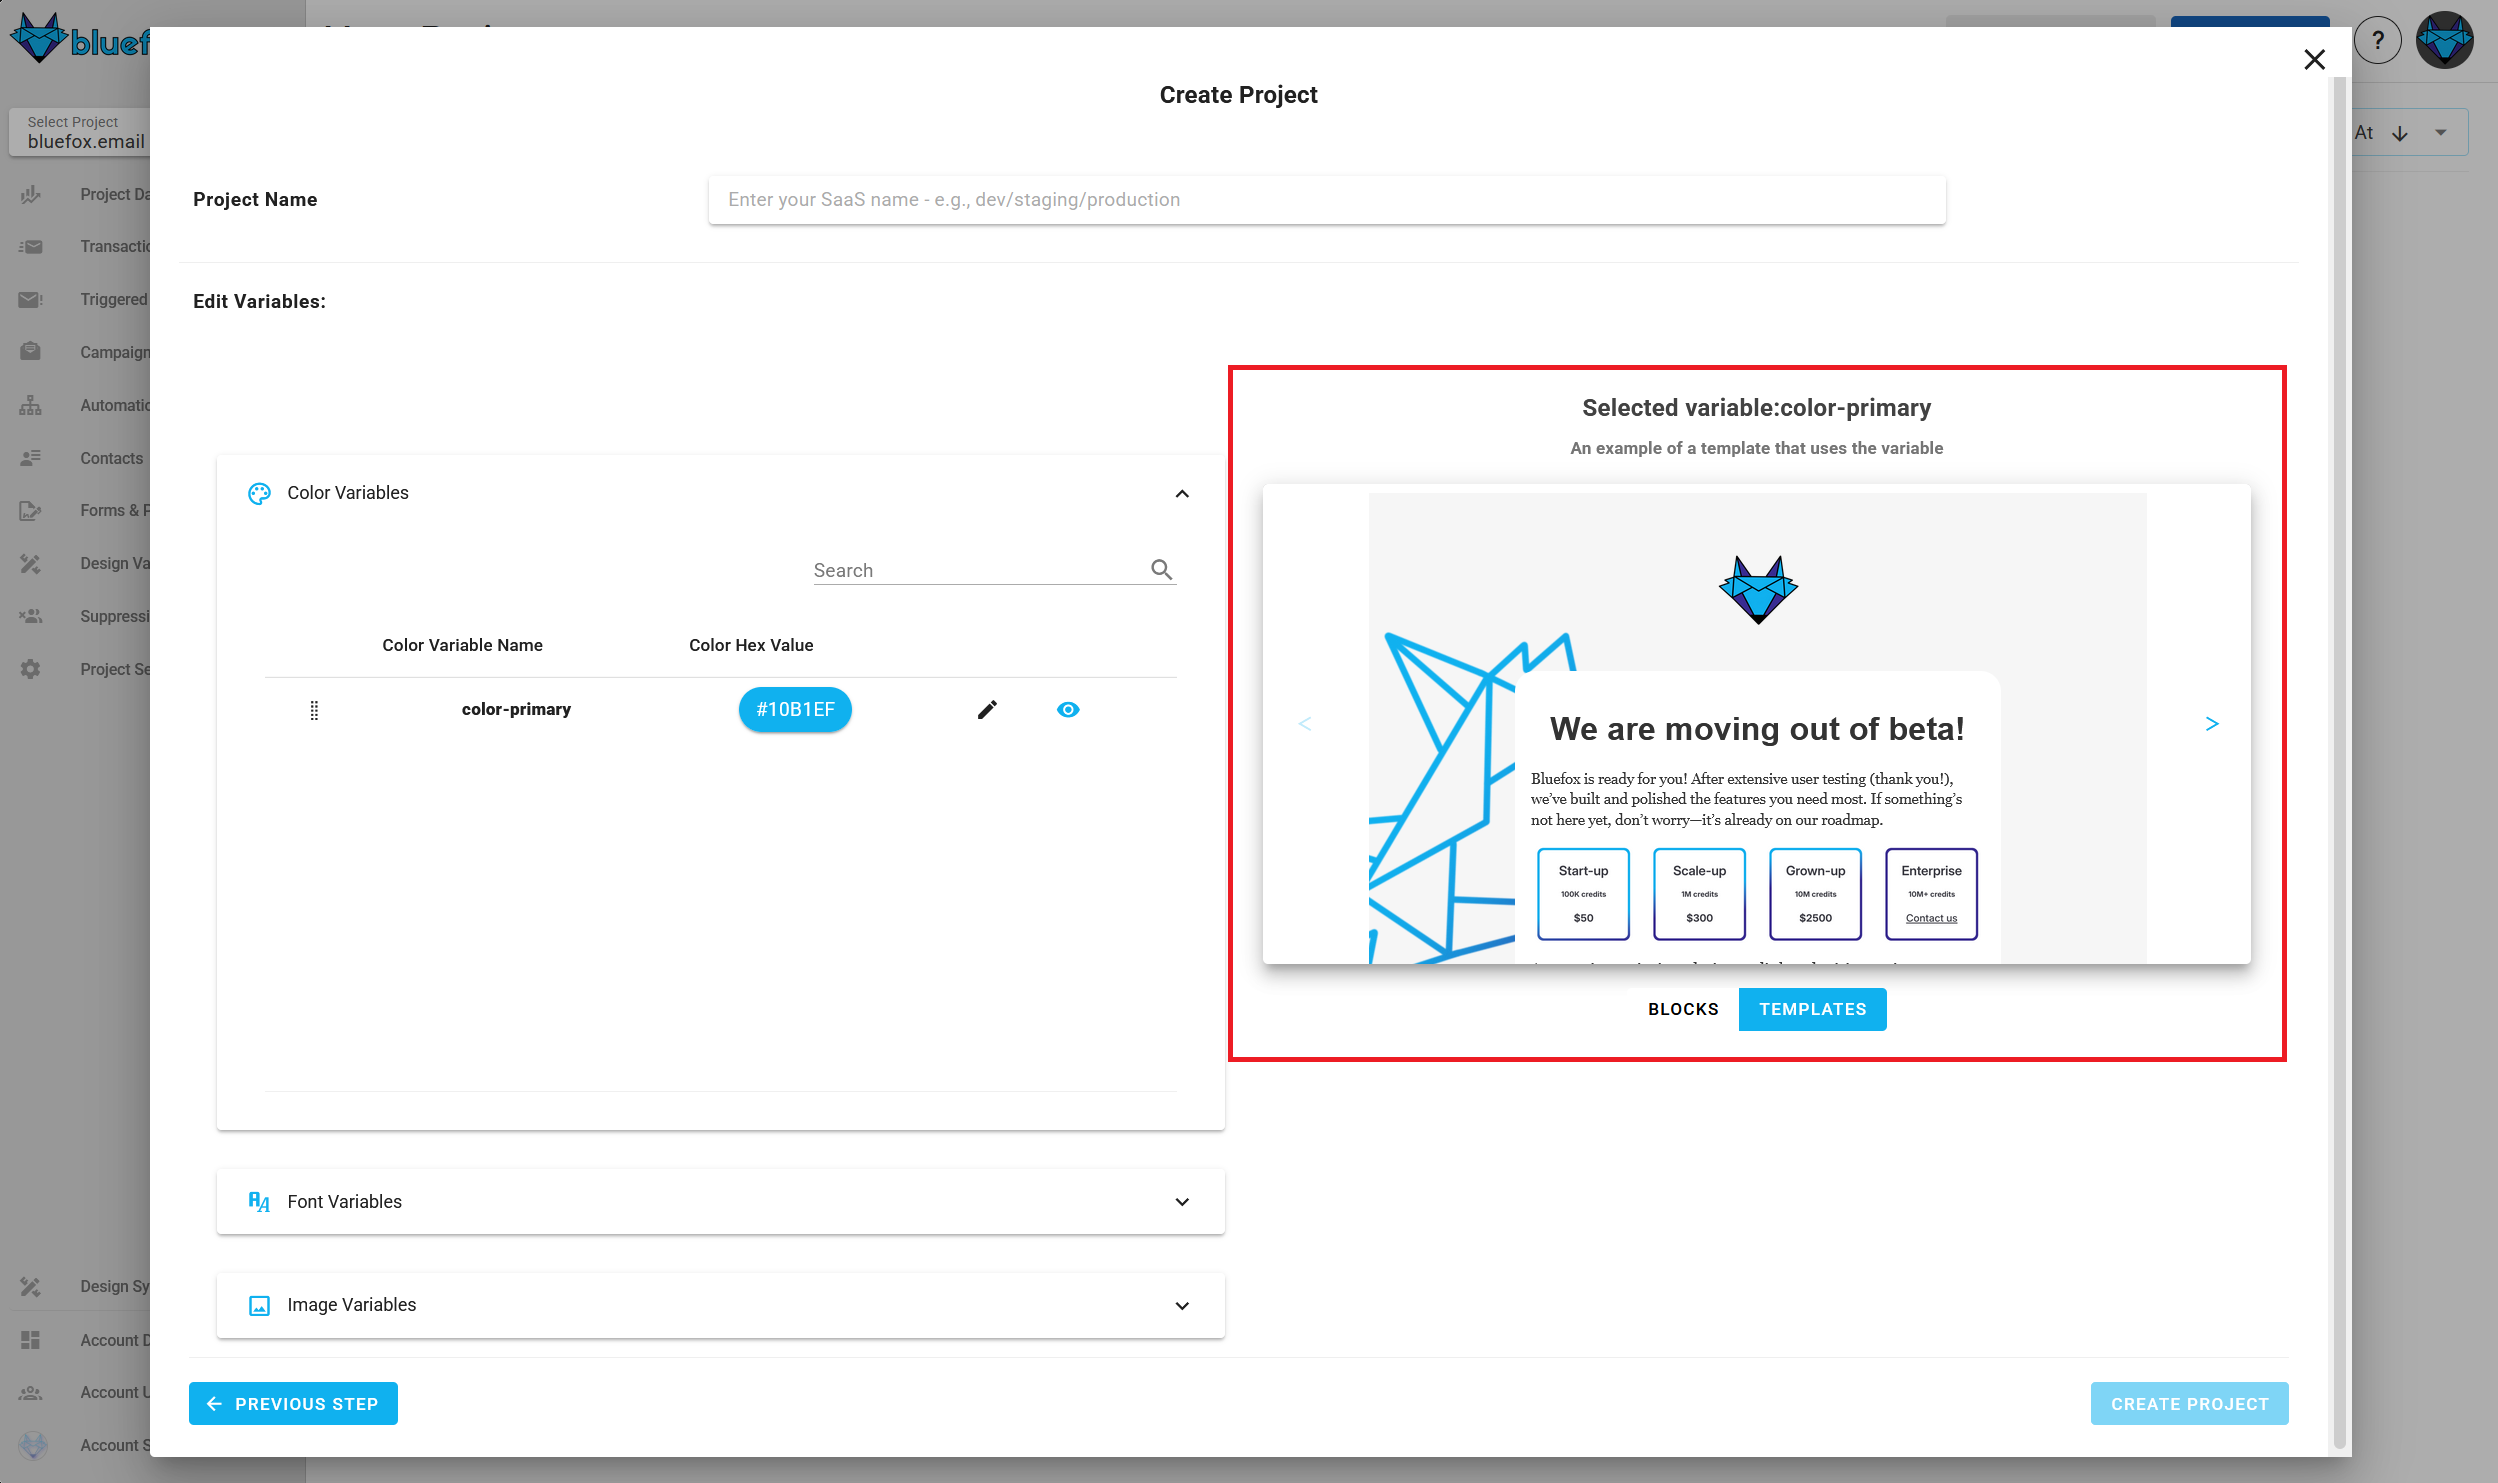 bluef
?
Create Project
Select Project
bluefox.email
At
Project Da
Transactic
Triggered
Campaign
Automatic
Contacts
Forms & P
Design Va
Suppressi
Project Se
Design Sy
Account D
Account U
Account S
Project Name
Enter your SaaS name - e.g., dev/staging/production
Edit Variables:
Color Variables
Search
Color Variable Name Color Hex Value
color-primary #10B1EF
Font Variables
Image Variables
Selected variable:color-primary
An example of a template that uses the variable
< >
We are moving out of beta!
Bluefox is ready for you! After extensive user testing (thank you!),
we’ve built and polished the features you need most. If something’s
not here yet, don’t worry—it’s already on our roadmap.
Start-up Scale-up Grown-up Enterprise
100K credits 1M credits 10M credits 10M+ credits
$50 $300 $2500 Contact us
BLOCKS TEMPLATES
PREVIOUS STEP
CREATE PROJECT